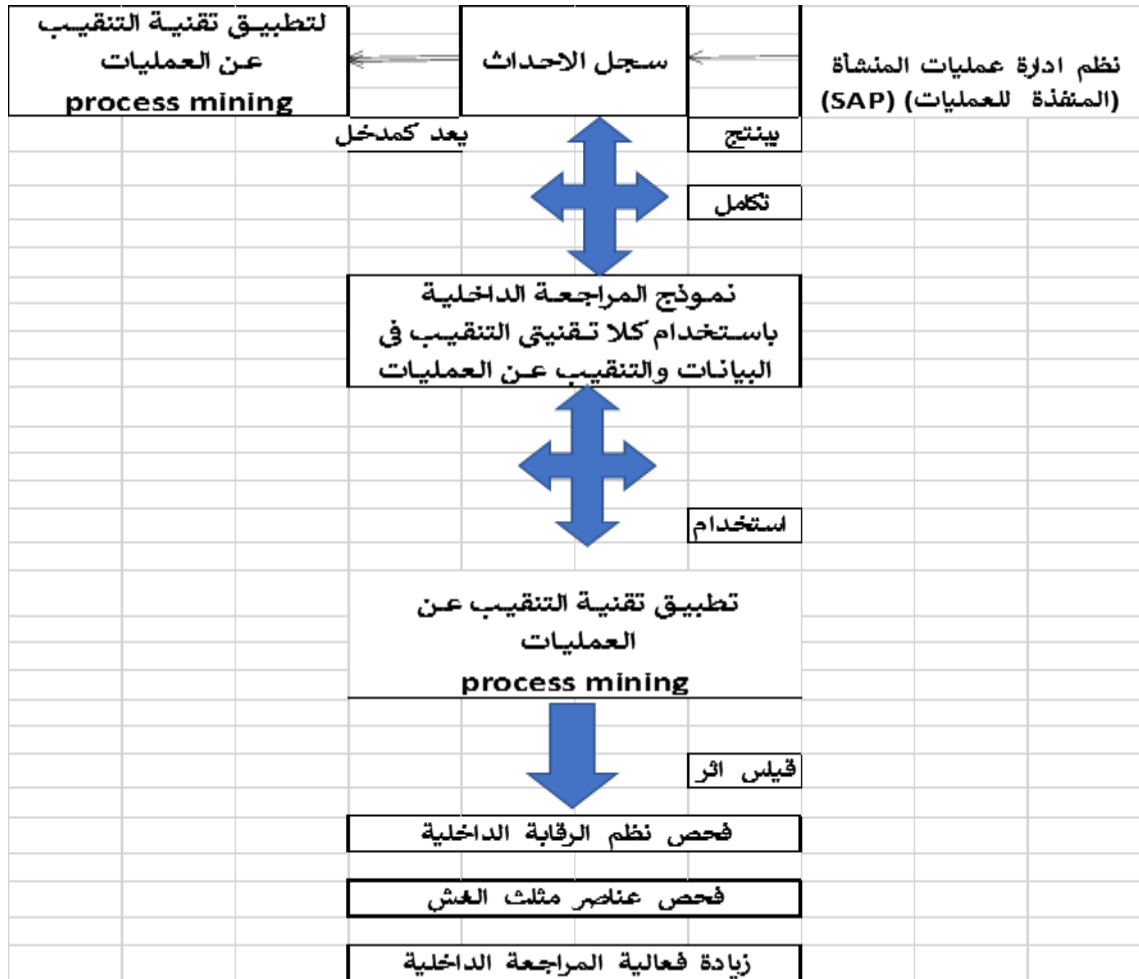 نظم ادارة عمليات المنشأة
(المنفذة للعمليات) (SAP)
سجل الاحداث
لتطبيق تقنية التنقيب
عن العمليات
process mining
بينتج
يعد كمدخل
تكامل
نموذج المراجعة الداخلية
باستخدام كلا تقنيتى التنقيب فى
البيانات والتنقيب عن العمليات
استخدام
تطبيق تقنية التنقيب عن
العمليات
process mining
قيلس اثر
فحص نظم الرقابة الداخلية
فحص عناصر مثلث الغش
زيادة فعالية المراجعة الداخلية